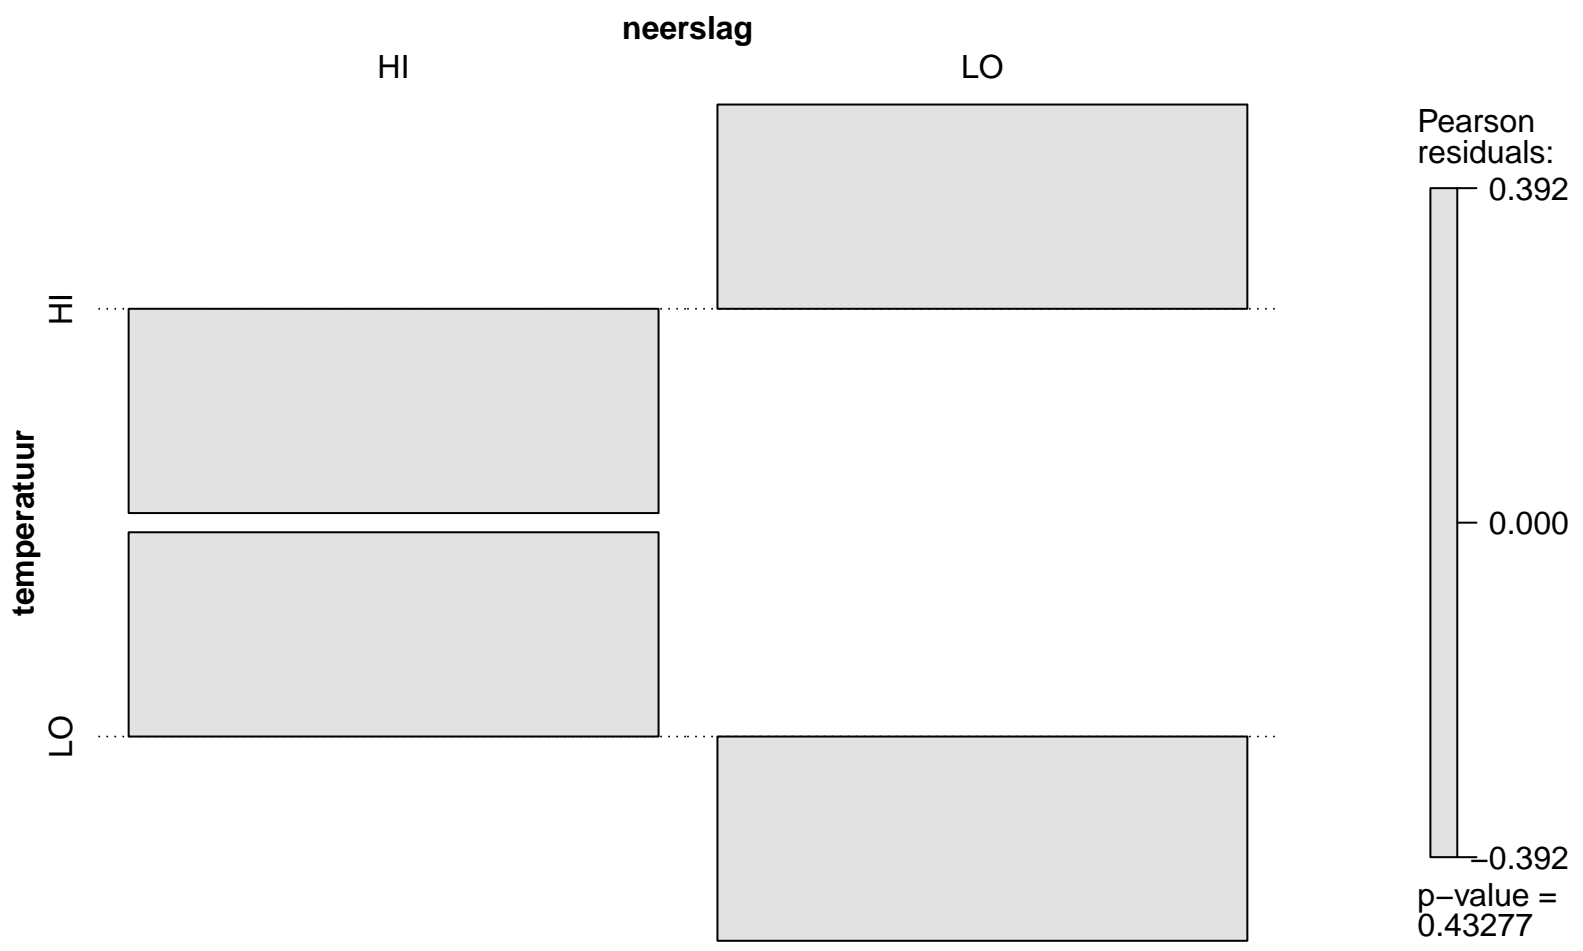 neerslag
HI
LO
temperatuur
HI
LO
Pearson
residuals:
0.392
0.000
−0.392
p−value =
0.43277